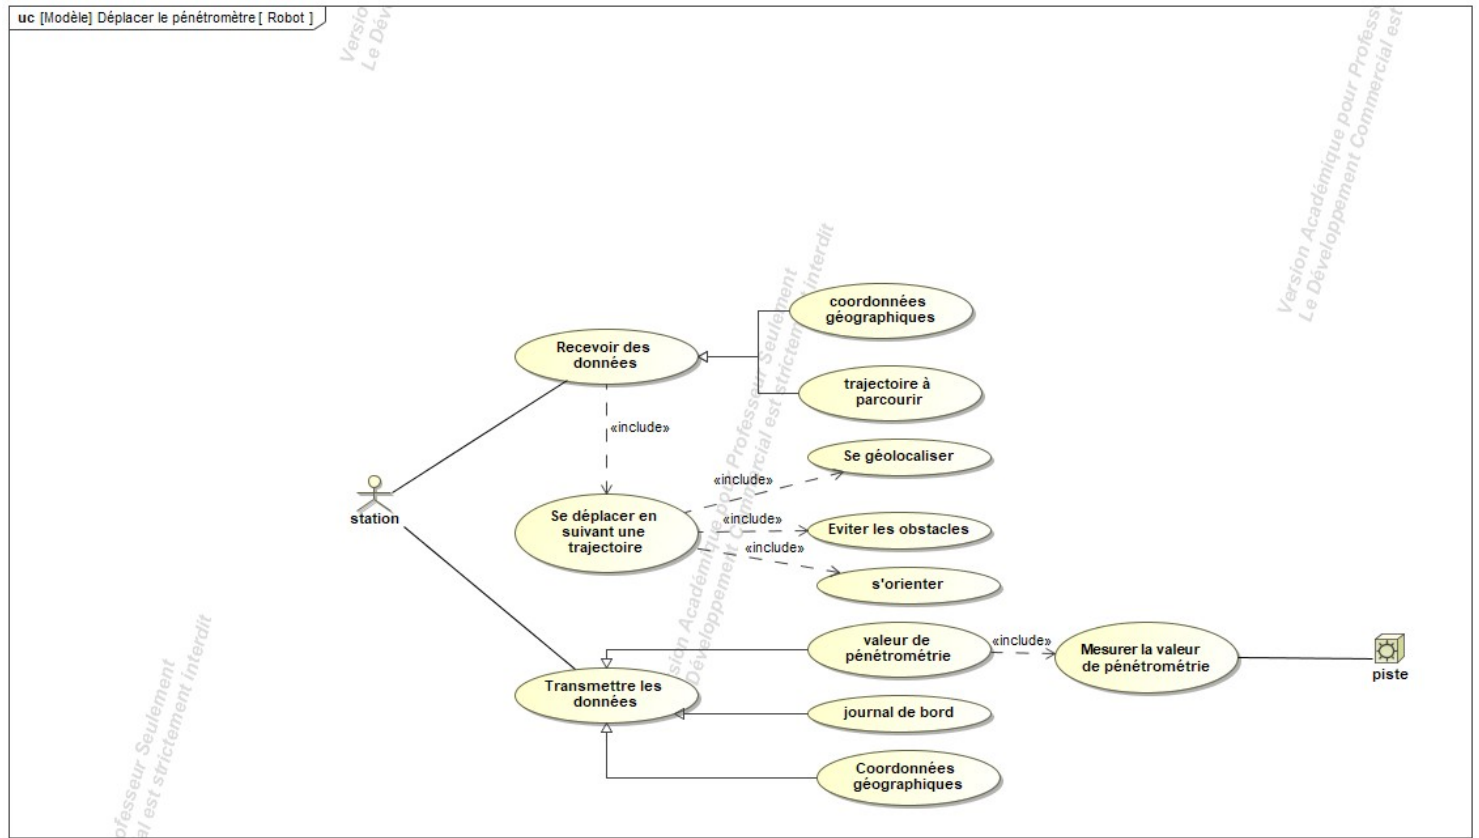 uc [Modèle] Déplacer le pénétromètre [ Robot ]
Version Académique pour Professeur Seulement
Le Développement Commercial est strictement interdit
coordonnées
géographiques
Recevoir des
données
trajectoire à
parcourir
«include»
Se géolocaliser
«include»
station
Se déplacer en
suivant une
trajectoire
«include»
Eviter les obstacles
«include»
s'orienter
valeur de
pénétrométrie
«include»
Mesurer la valeur
de pénétrométrie
piste
Transmettre les
données
journal de bord
Coordonnées
géographiques